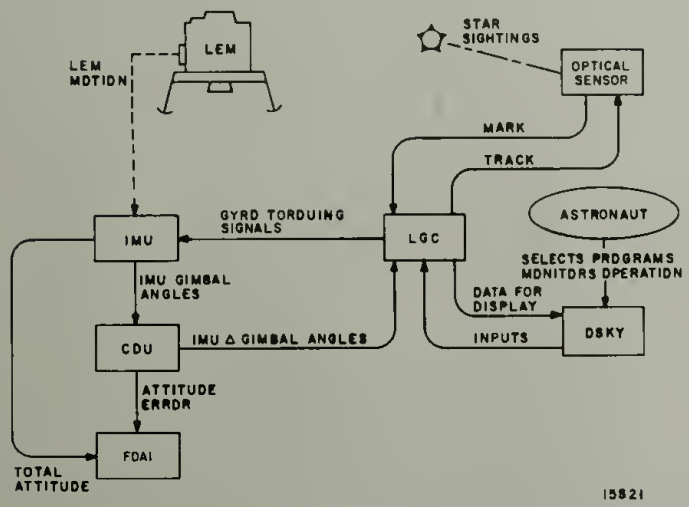 LEM
STAR
SIGHTINGS
LEM
MOTION
OPTICAL
SENSOR
MARK
TRACK
ASTRONAUT
GYRO TORDUING
SIGNALS
IMU
LGC
SELECTS PROGRAMS
MONITORS OPERATION
IMU GIMBAL
ANGLES
DATA FOR
DISPLAY
CDU
IMU Δ GIMBAL ANGLES
INPUTS
DSKY
ATTITUDE
ERROR
FDAI
TOTAL
ATTITUDE
15821